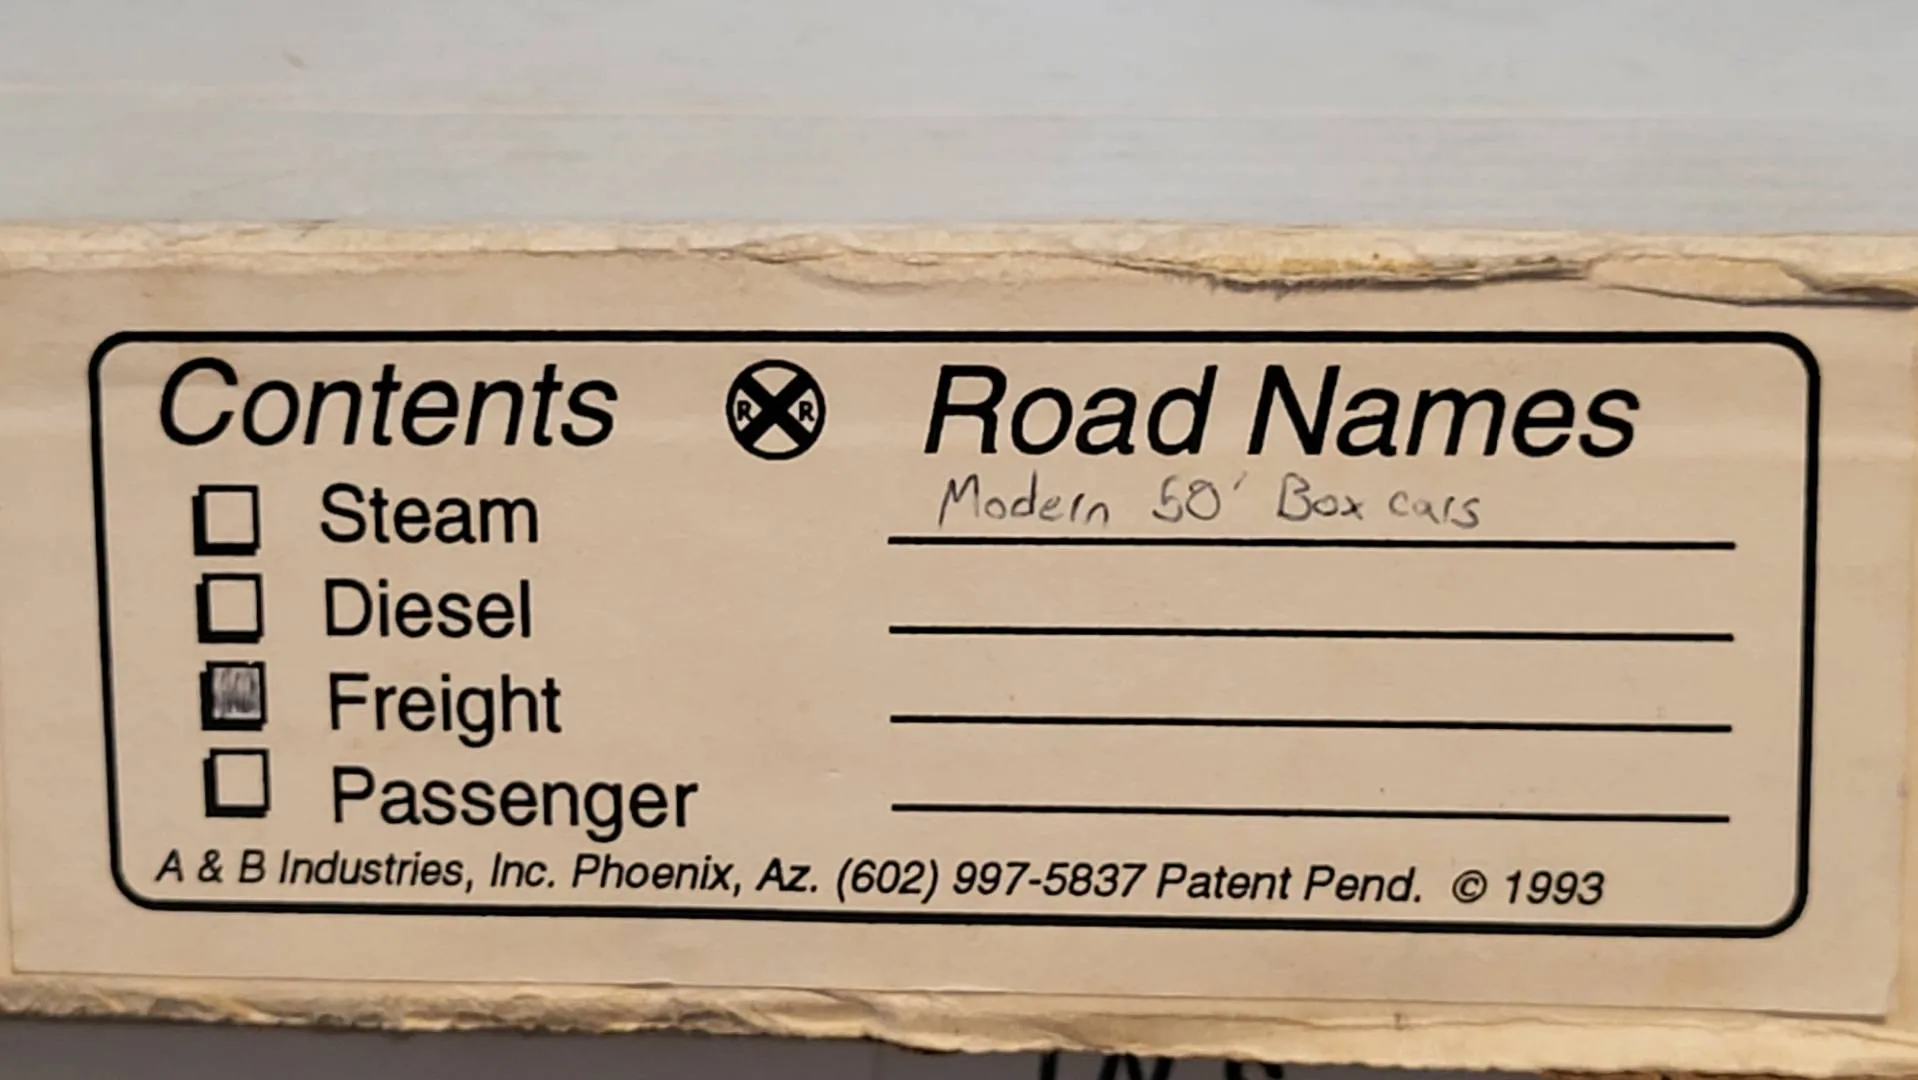 Contents R R Road Names
Steam Modern 50' Box cars
Diesel
Freight
Passenger
A & B Industries, Inc. Phoenix, Az. (602) 997-5837 Patent Pend. © 1993